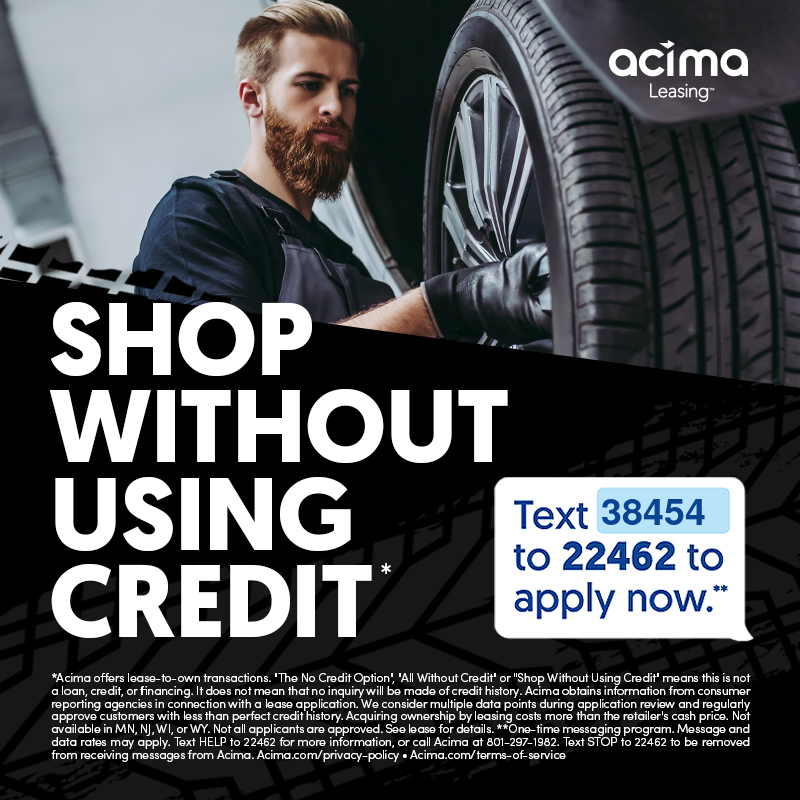 acima
Leasing™
SHOP
WITHOUT
USING
CREDIT*
Text 38454
to 22462 to
apply now.**
*Acima offers lease-to-own transactions. "The No Credit Option", "All Without Credit" or "Shop Without Using Credit" means this is not
a loan, credit, or financing. It does not mean that no inquiry will be made of credit history. Acima obtains information from consumer
reporting agencies in connection with a lease application. We consider multiple data points during application review and regularly
approve customers with less than perfect credit history. Acquiring ownership by leasing costs more than the retailer's cash price. Not
available in MN, NJ, WI, or WY. Not all applicants are approved. See lease for details. **One-time messaging program. Message and
data rates may apply. Text HELP to 22462 for more information, or call Acima at 801-297-1982. Text STOP to 22462 to be removed
from receiving messages from Acima. Acima.com/privacy-policy • Acima.com/terms-of-service